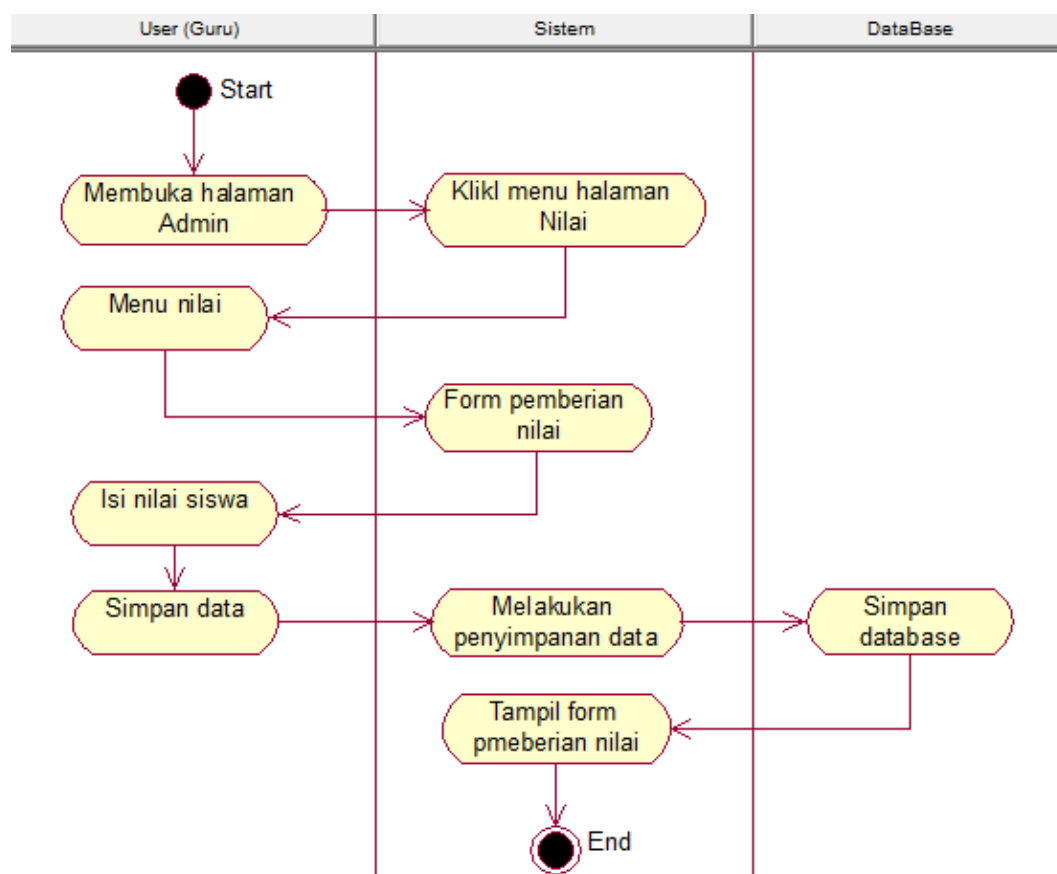 User (Guru)
Sistem
DataBase
Start
Membuka halaman
Admin
Klikl menu halaman
Nilai
Menu nilai
Form pemberian
nilai
Isi nilai siswa
Simpan data
Melakukan
penyimpanan data
Simpan
database
Tampil form
pmeberian nilai
End